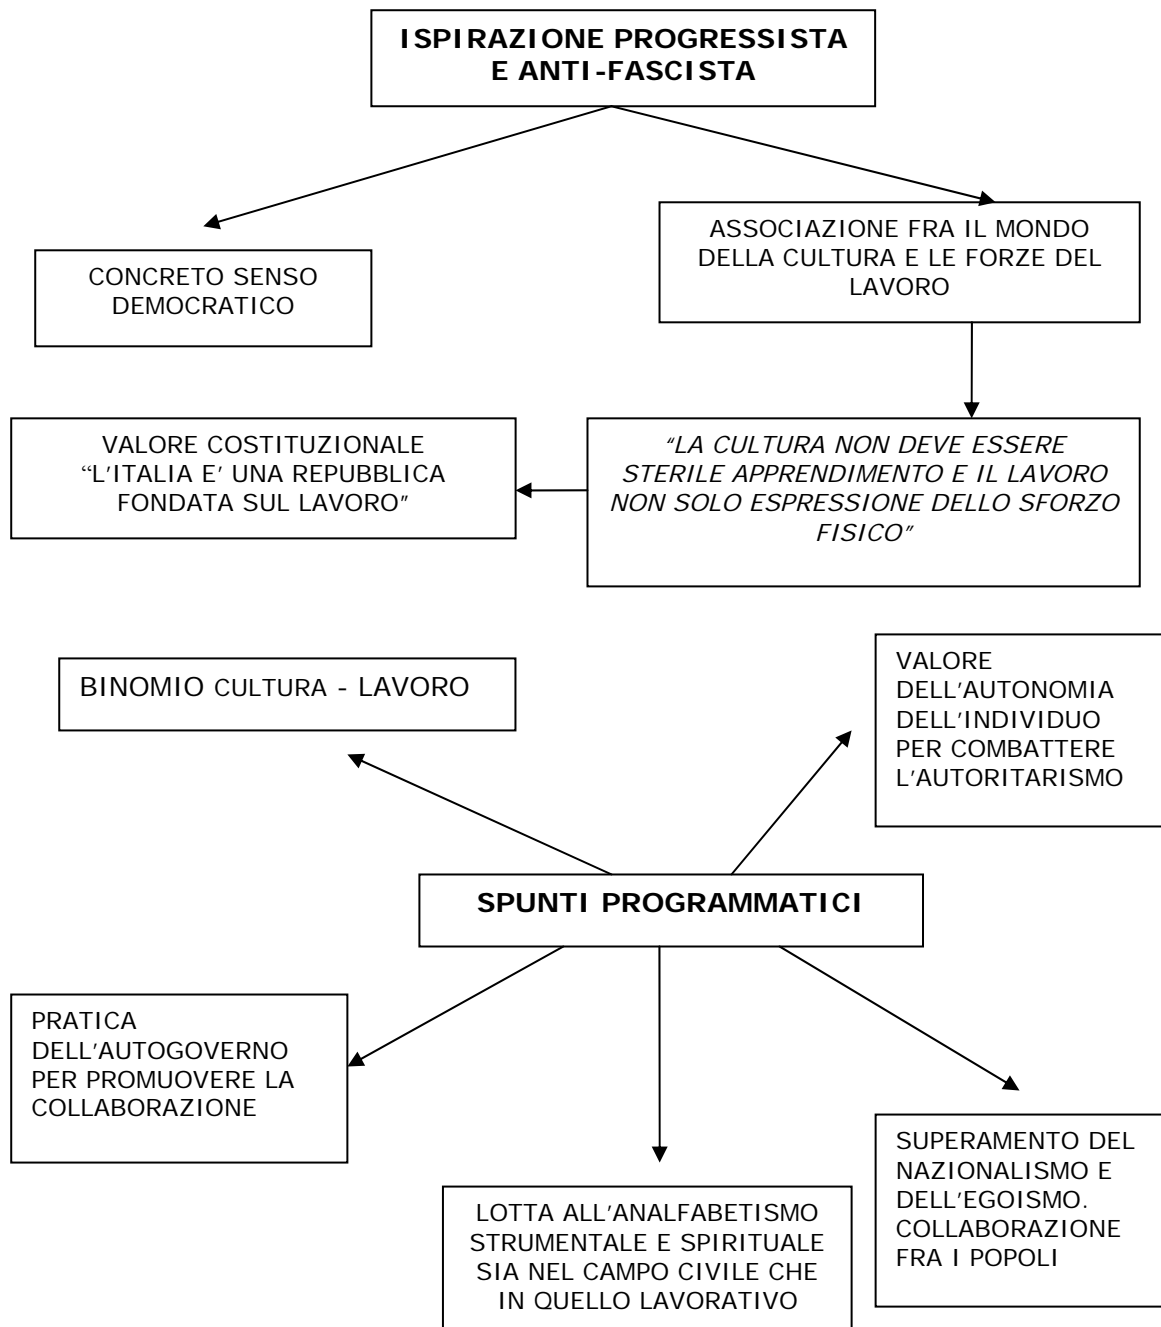 ISPIRAZIONE PROGRESSISTA
E ANTI-FASCISTA
CONCRETO SENSO
DEMOCRATICO
ASSOCIAZIONE FRA IL MONDO
DELLA CULTURA E LE FORZE DEL
LAVORO
VALORE COSTITUZIONALE
“L’ITALIA E’ UNA REPUBBLICA
FONDATA SUL LAVORO”
“LA CULTURA NON DEVE ESSERE
STERILE APPRENDIMENTO E IL LAVORO
NON SOLO ESPRESSIONE DELLO SFORZO
FISICO”
BINOMIO CULTURA - LAVORO
VALORE
DELL’AUTONOMIA
DELL’INDIVIDUO
PER COMBATTERE
L’AUTORITARISMO
SPUNTI PROGRAMMATICI
PRATICA
DELL’AUTOGOVERNO
PER PROMUOVERE LA
COLLABORAZIONE
LOTTA ALL’ANALFABETISMO
STRUMENTALE E SPIRITUALE
SIA NEL CAMPO CIVILE CHE
IN QUELLO LAVORATIVO
SUPERAMENTO DEL
NAZIONALISMO E
DELL’EGOISMO.
COLLABORAZIONE
FRA I POPOLI